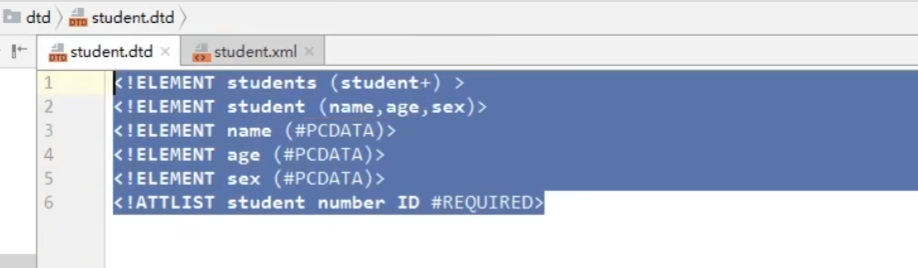 dtd student.dtd
student.dtd student.xml
1 <!ELEMENT students (student+) >
2 <!ELEMENT student (name,age,sex)>
3 <!ELEMENT name (#PCDATA)>
4 <!ELEMENT age (#PCDATA)>
5 <!ELEMENT sex (#PCDATA)>
6 <!ATTLIST student number ID #REQUIRED>